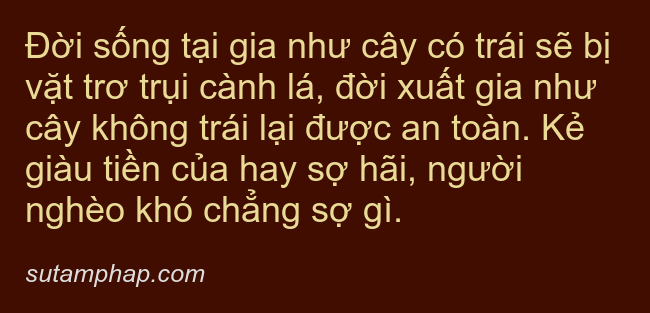 Đời sống tại gia như cây có trái sẽ bị
vặt trơ trụi cành lá, đời xuất gia như
cây không trái lại được an toàn. Kẻ
giàu tiền của hay sợ hãi, người
nghèo khó chẳng sợ gì.
sutamphap.com